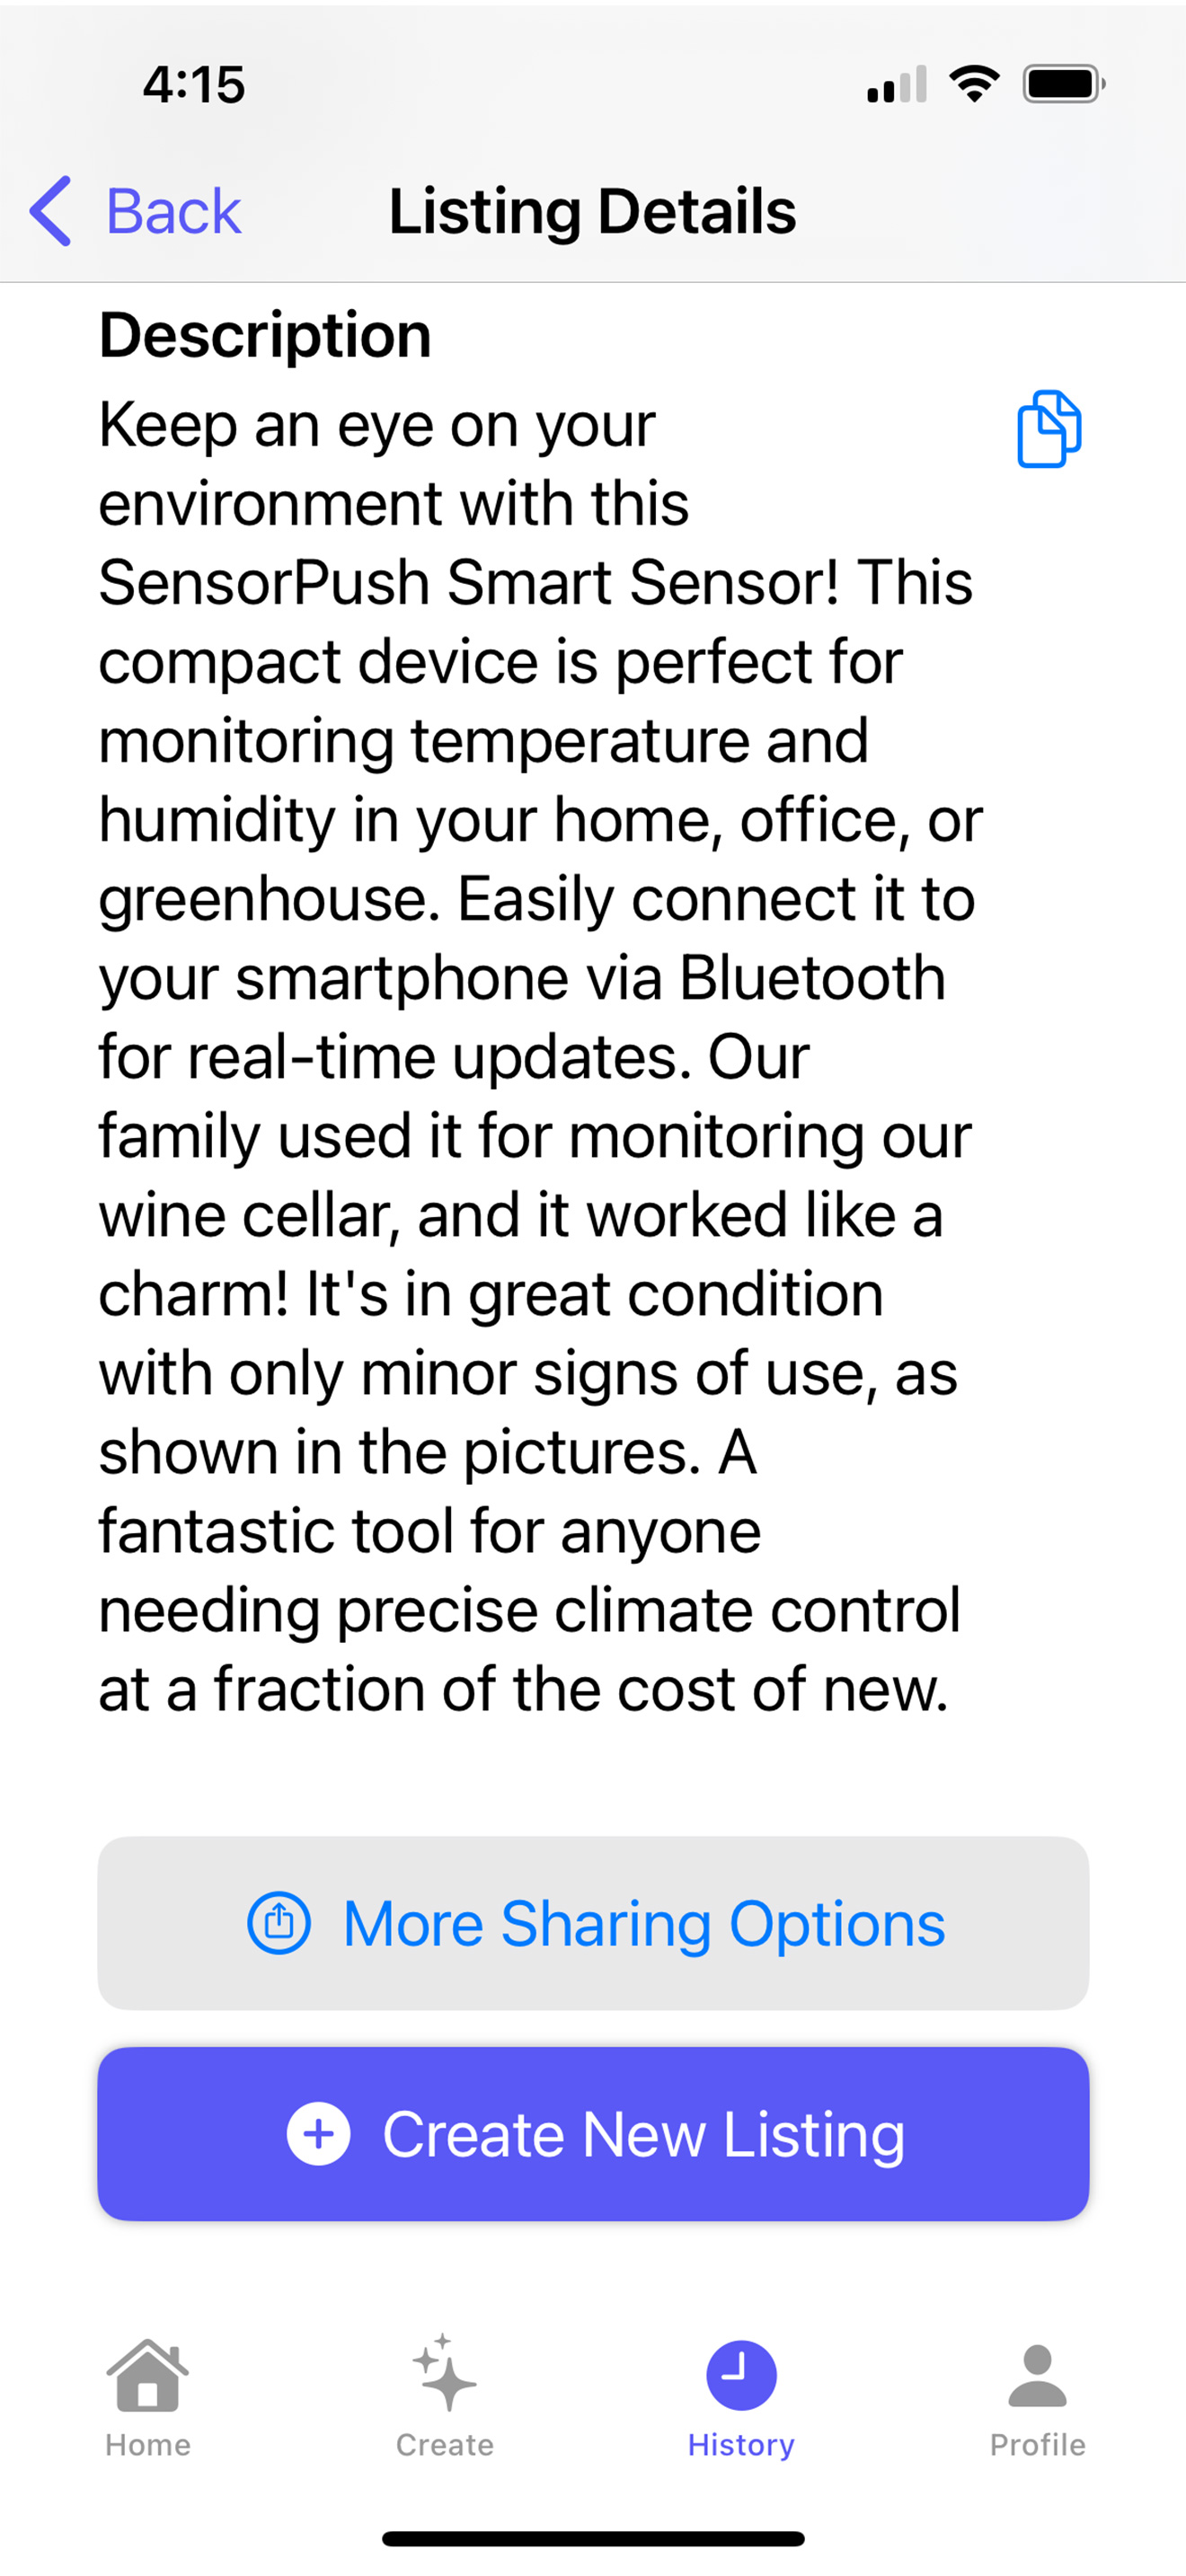 4:15
Back
Listing Details
Description
Keep an eye on your
environment with this
SensorPush Smart Sensor! This
compact device is perfect for
monitoring temperature and
humidity in your home, office, or
greenhouse. Easily connect it to
your smartphone via Bluetooth
for real-time updates. Our
family used it for monitoring our
wine cellar, and it worked like a
charm! It's in great condition
with only minor signs of use, as
shown in the pictures. A
fantastic tool for anyone
needing precise climate control
at a fraction of the cost of new.
More Sharing Options
Create New Listing
Home
Create
History
Profile